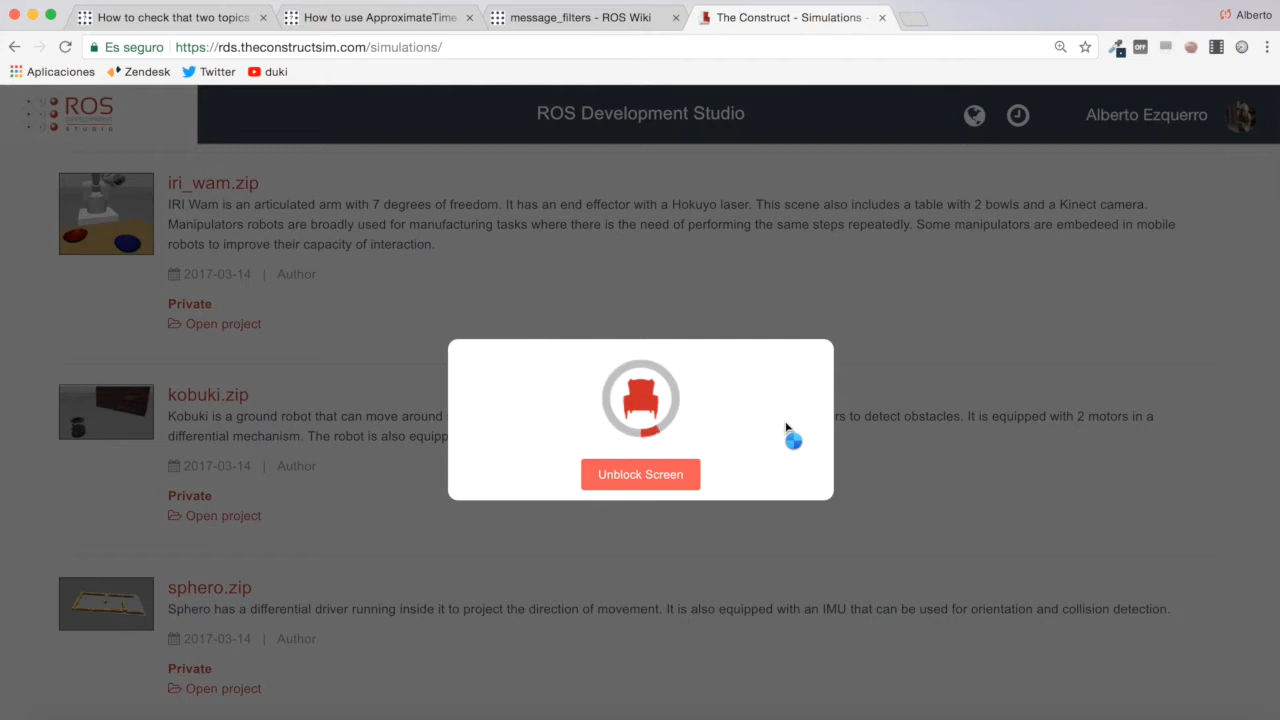 How to check that two topics
How to use ApproximateTime
message_filters - ROS Wiki
The Construct - Simulations -
Alberto
Es seguro
https://rds.theconstructsim.com/simulations/
OFF
Aplicaciones
Zendesk
Twitter
duki
ROS
DEVELOPMENT
STUDIO
ROS Development Studio
Alberto Ezquerro
iri_wam.zip
IRI Wam is an articulated arm with 7 degrees of freedom. It has an end effector with a Hokuyo laser. This scene also includes a table with 2 bowls and a Kinect camera.
Manipulators robots are broadly used for manufacturing tasks where there is the need of performing the same steps repeatedly. Some manipulators are embedeed in mobile
robots to improve their capacity of interaction.
2017-03-14 | Author
Private
Open project
kobuki.zip
Kobuki is a ground robot that can move around
rs to detect obstacles. It is equipped with 2 motors in a
differential mechanism. The robot is also equipp
2017-03-14 | Author
Private
Open project
Unblock Screen
sphero.zip
Sphero has a differential driver running inside it to project the direction of movement. It is also equipped with an IMU that can be used for orientation and collision detection.
2017-03-14 | Author
Private
Open project